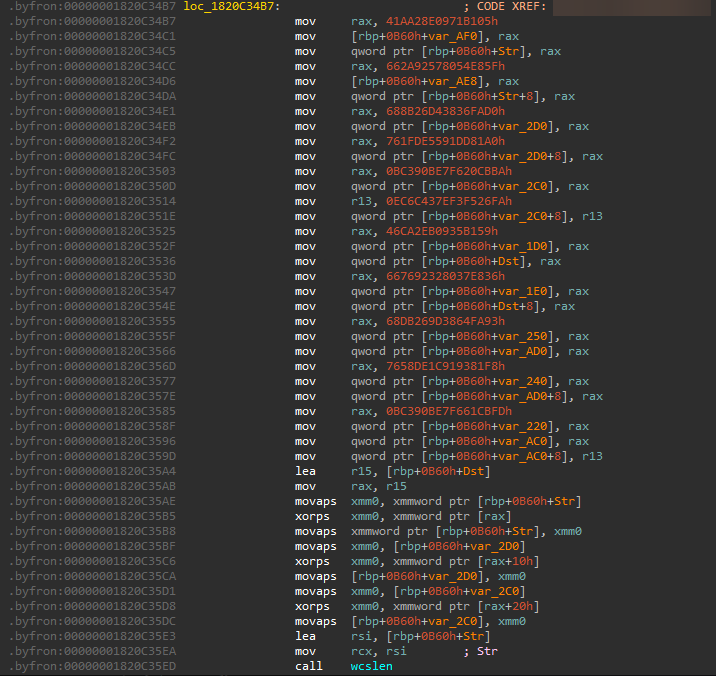 .byfron:00000001820C34B7 loc_1820C34B7: ; CODE XREF:
.byfron:00000001820C34B7 mov rax, 41AA28E0971B105h
.byfron:00000001820C34C1 mov [rbp+0B60h+var_AF0], rax
.byfron:00000001820C34C5 mov qword ptr [rbp+0B60h+Str], rax
.byfron:00000001820C34CC mov rax, 662A92578054E85Fh
.byfron:00000001820C34D6 mov [rbp+0B60h+var_AE8], rax
.byfron:00000001820C34DA mov qword ptr [rbp+0B60h+Str+8], rax
.byfron:00000001820C34E1 mov rax, 688B26D43836FAD0h
.byfron:00000001820C34EB mov qword ptr [rbp+0B60h+var_2D0], rax
.byfron:00000001820C34F2 mov rax, 761FDE5591DD81A0h
.byfron:00000001820C34FC mov qword ptr [rbp+0B60h+var_2D0+8], rax
.byfron:00000001820C3503 mov rax, 0BC390BE7F620CBBAh
.byfron:00000001820C350D mov qword ptr [rbp+0B60h+var_2C0], rax
.byfron:00000001820C3514 mov r13, 0EC6C437EF3F526FAh
.byfron:00000001820C351E mov qword ptr [rbp+0B60h+var_2C0+8], r13
.byfron:00000001820C3525 mov rax, 46CA2EB0935B159h
.byfron:00000001820C352F mov qword ptr [rbp+0B60h+var_1D0], rax
.byfron:00000001820C3536 mov qword ptr [rbp+0B60h+Dst], rax
.byfron:00000001820C353D mov rax, 667692328037E836h
.byfron:00000001820C3547 mov qword ptr [rbp+0B60h+var_1E0], rax
.byfron:00000001820C354E mov qword ptr [rbp+0B60h+Dst+8], rax
.byfron:00000001820C3555 mov rax, 68DB269D3864FA93h
.byfron:00000001820C355F mov qword ptr [rbp+0B60h+var_250], rax
.byfron:00000001820C3566 mov qword ptr [rbp+0B60h+var_AD0], rax
.byfron:00000001820C356D mov rax, 7658DE1C919381F8h
.byfron:00000001820C3577 mov qword ptr [rbp+0B60h+var_240], rax
.byfron:00000001820C357E mov qword ptr [rbp+0B60h+var_AD0+8], rax
.byfron:00000001820C3585 mov rax, 0BC390BE7F661CBFDh
.byfron:00000001820C358F mov qword ptr [rbp+0B60h+var_220], rax
.byfron:00000001820C3596 mov qword ptr [rbp+0B60h+var_AC0], rax
.byfron:00000001820C359D mov qword ptr [rbp+0B60h+var_AC0+8], r13
.byfron:00000001820C35A4 lea r15, [rbp+0B60h+Dst]
.byfron:00000001820C35AB mov rax, r15
.byfron:00000001820C35AE movaps xmm0, xmmword ptr [rbp+0B60h+Str]
.byfron:00000001820C35B5 xorps xmm0, xmmword ptr [rax]
.byfron:00000001820C35B8 movaps xmmword ptr [rbp+0B60h+Str], xmm0
.byfron:00000001820C35BF movaps xmm0, [rbp+0B60h+var_2D0]
.byfron:00000001820C35C6 xorps xmm0, xmmword ptr [rax+10h]
.byfron:00000001820C35CA movaps [rbp+0B60h+var_2D0], xmm0
.byfron:00000001820C35D1 movaps xmm0, [rbp+0B60h+var_2C0]
.byfron:00000001820C35D8 xorps xmm0, xmmword ptr [rax+20h]
.byfron:00000001820C35DC movaps [rbp+0B60h+var_2C0], xmm0
.byfron:00000001820C35E3 lea rsi, [rbp+0B60h+Str]
.byfron:00000001820C35EA mov rcx, rsi ; Str
.byfron:00000001820C35ED call wcslen